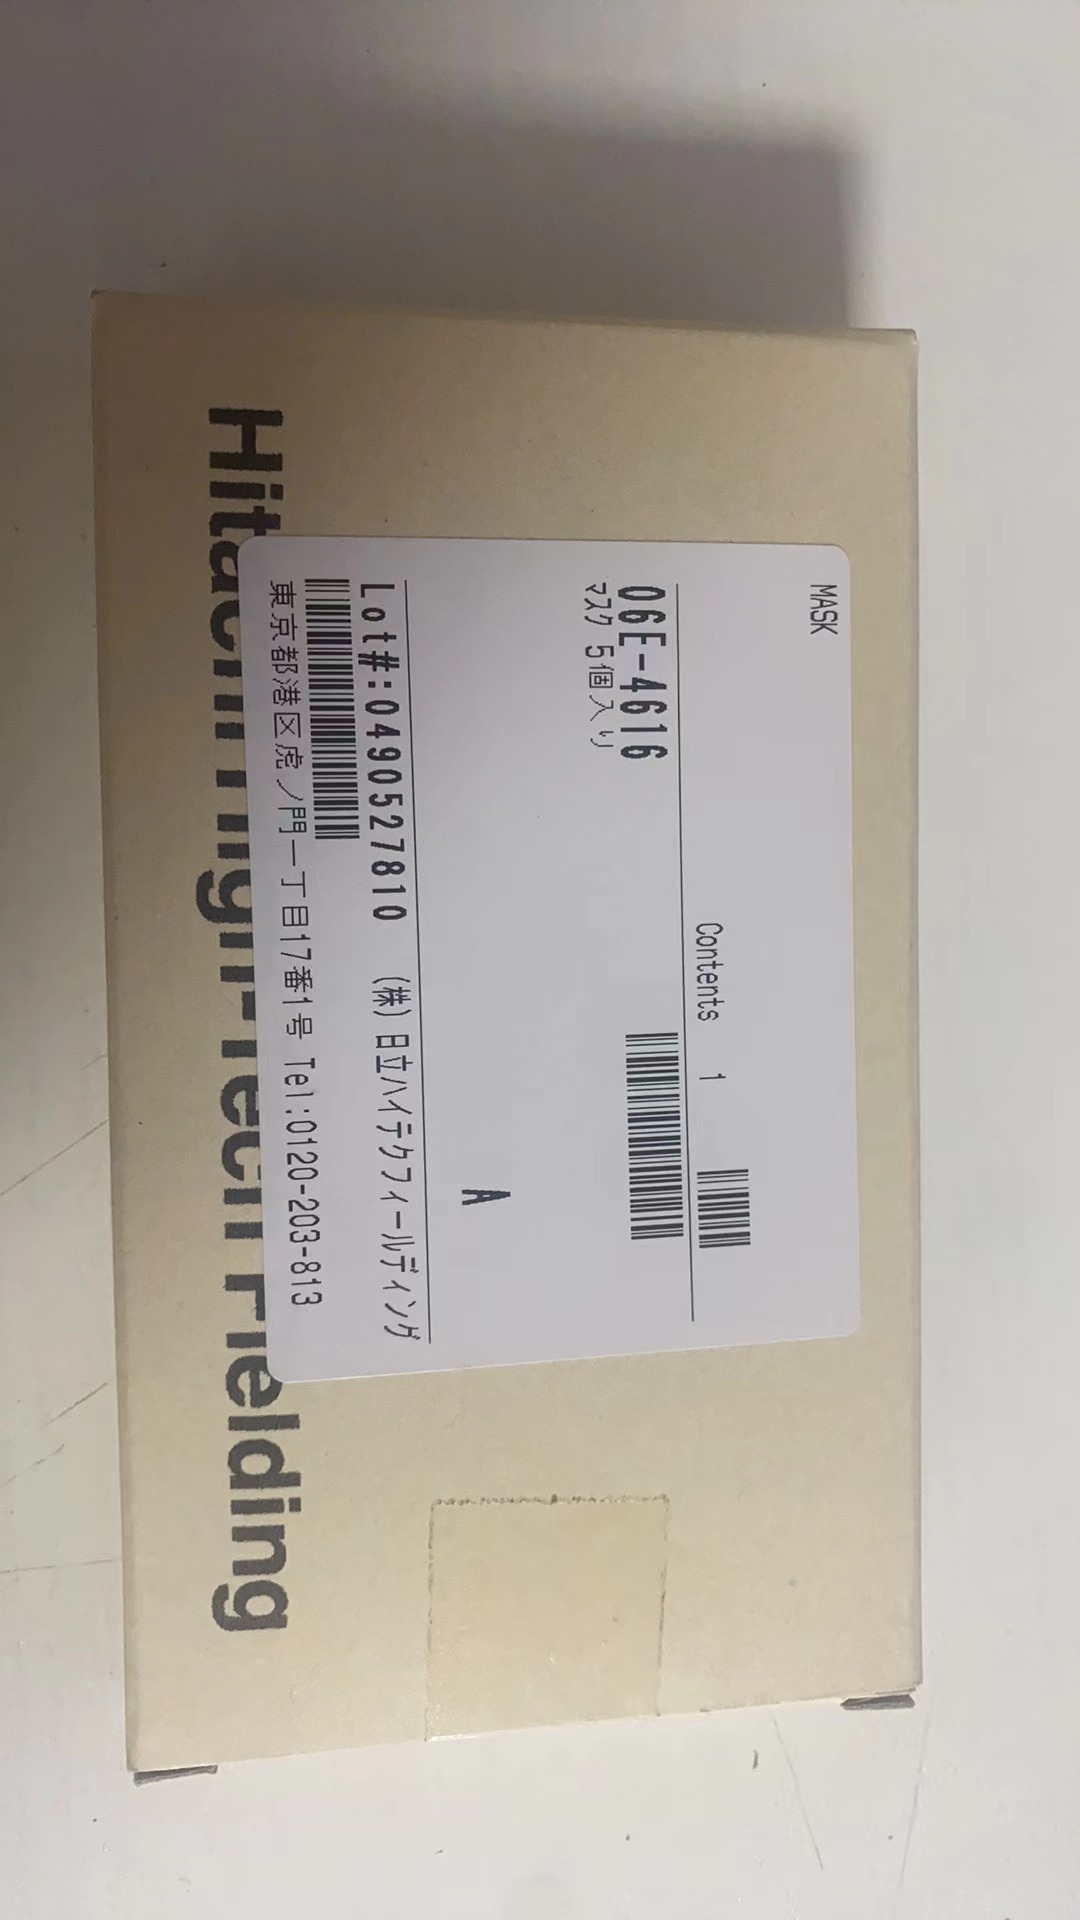 MASK
Contents 1
06E-4616
マスク 5個入り
A
Lot#:04905527810 (株)日立ハイテクフィールディング
東京都港区虎ノ門一丁目17番1号 Tel:0120-203-813
Hitachi High-Tech Fielding